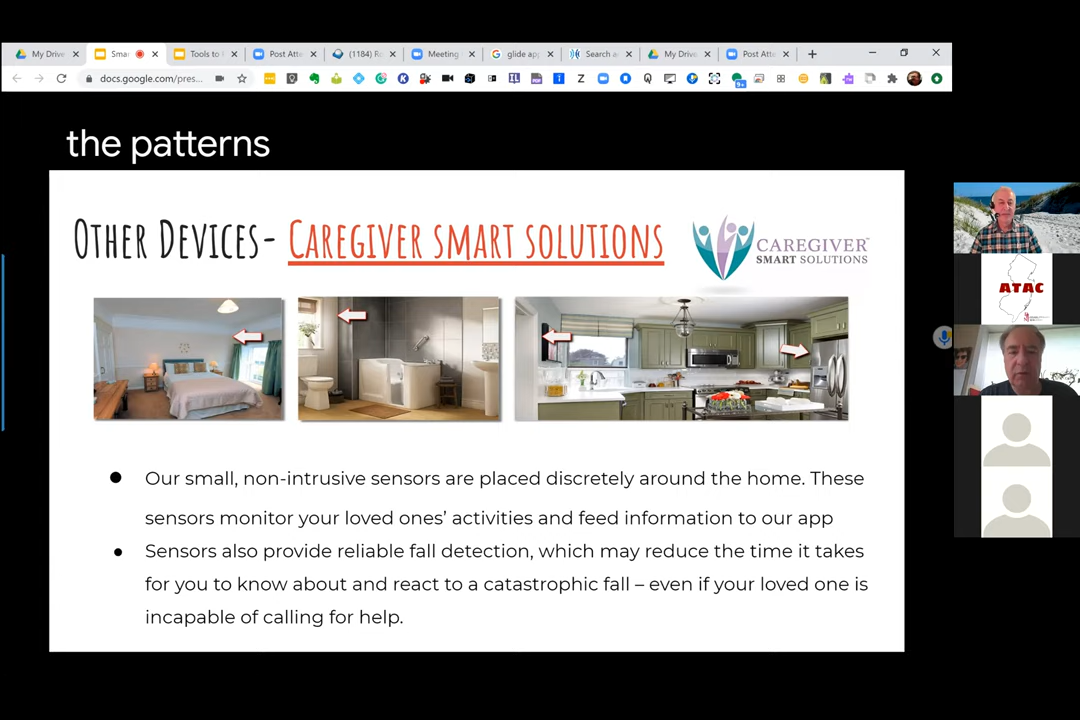 My Drive
Smar
Tools to
Post Atte
(1184) Re
Meeting
glide app
Search a
My Drive
Post Atte
docs.google.com/pres...
the patterns
OTHER DEVICES- CAREGIVER SMART SOLUTIONS
CAREGIVER™
SMART SOLUTIONS
ATAC
Our small, non-intrusive sensors are placed discretely around the home. These
sensors monitor your loved ones' activities and feed information to our app
Sensors also provide reliable fall detection, which may reduce the time it takes
for you to know about and react to a catastrophic fall – even if your loved one is
incapable of calling for help.